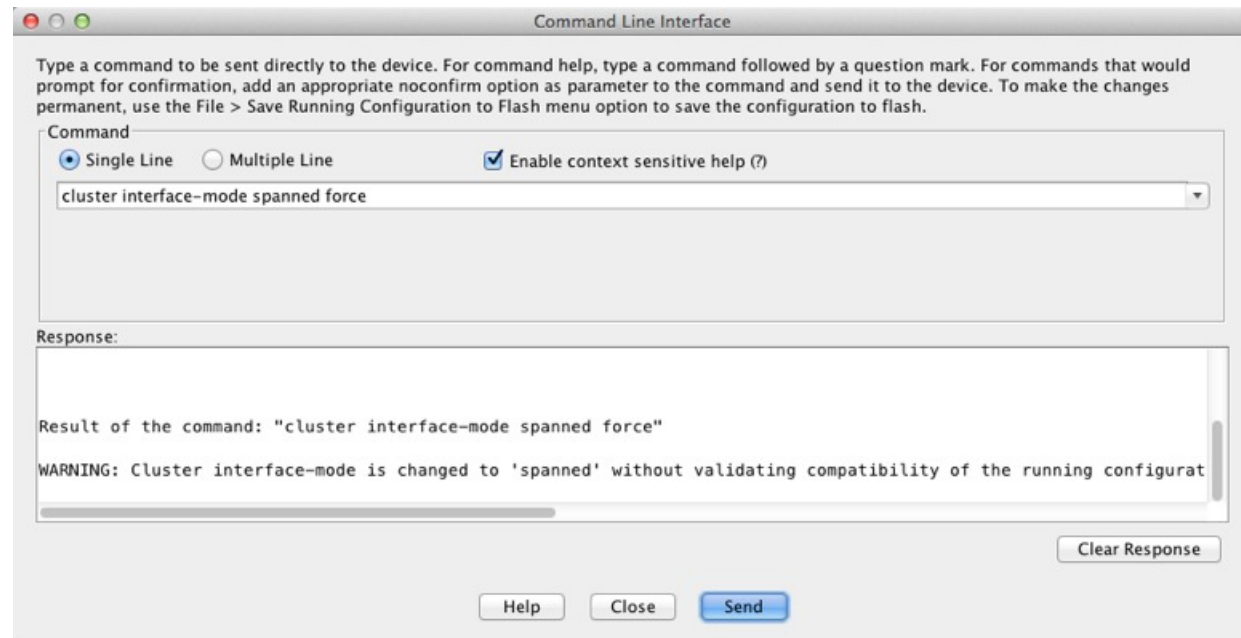 Command Line Interface
Type a command to be sent directly to the device. For command help, type a command followed by a question mark. For commands that would
prompt for confirmation, add an appropriate noconfirm option as parameter to the command and send it to the device. To make the changes
permanent, use the File > Save Running Configuration to Flash menu option to save the configuration to flash.
Command
Single Line Multiple Line Enable context sensitive help (?)
cluster interface-mode spanned force
Response:
Result of the command: "cluster interface-mode spanned force"
WARNING: Cluster interface-mode is changed to 'spanned' without validating compatibility of the running configurat
Clear Response
Help Close Send